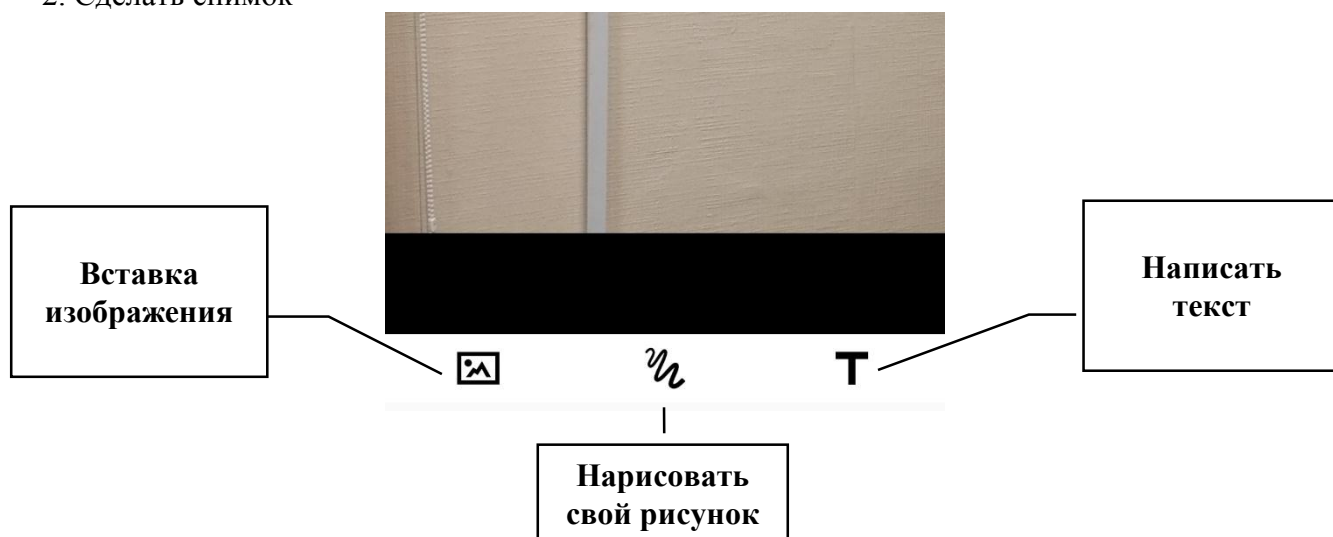 2. Сделать снимок
Вставка
изображения
Написать
текст
T
Нарисовать
свой рисунок